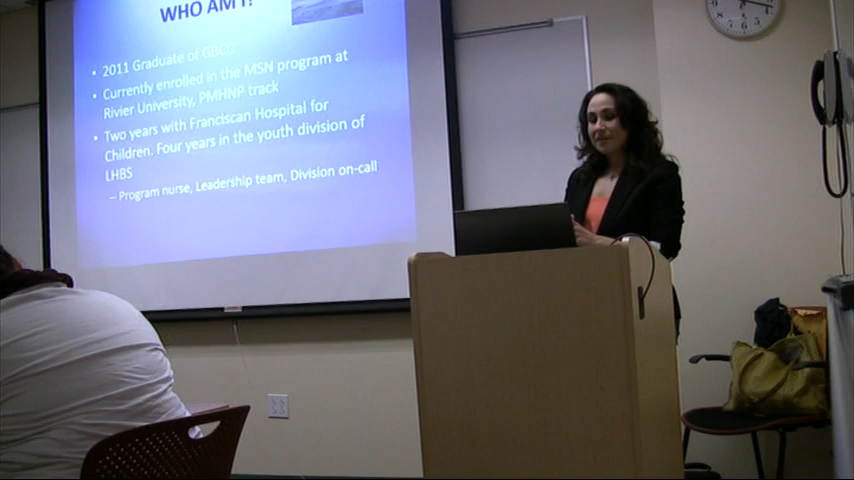 WHO AM I?
• 2011 Graduate of GBCC
• Currently enrolled in the MSN program at
Rivier University, PMHNP track
• Two years with Franciscan Hospital for
Children. Four years in the youth division of
LHBS
– Program nurse, Leadership team, Division on-call